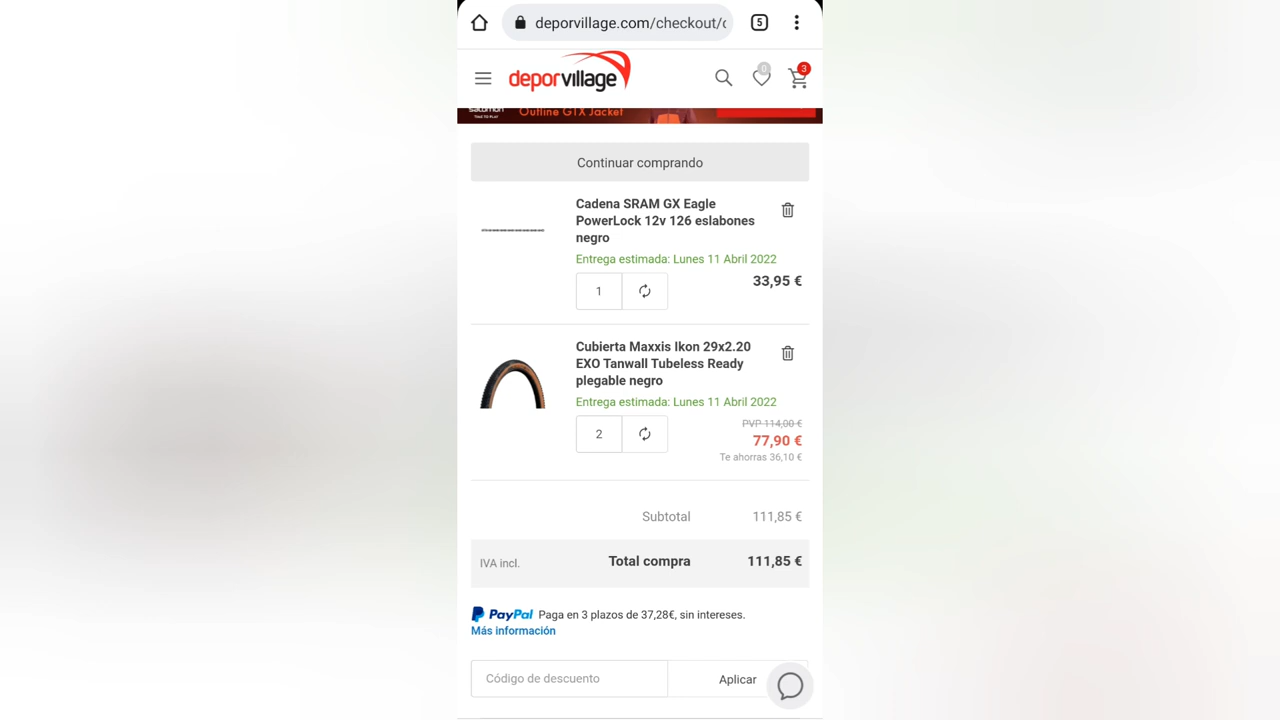 deporvillage.com/checkout/c
5
deporvillage
0
3
salomon
TIME TO PLAY
Outline GTX Jacket
Continuar comprando
Cadena SRAM GX Eagle
PowerLock 12v 126 eslabones
negro
Entrega estimada: Lunes 11 Abril 2022
1
33,95 €
Cubierta Maxxis Ikon 29x2.20
EXO Tanwall Tubeless Ready
plegable negro
Entrega estimada: Lunes 11 Abril 2022
2
PVP 114,00 €
77,90 €
Te ahorras 36,10 €
Subtotal 111,85 €
IVA incl. Total compra 111,85 €
PayPal Paga en 3 plazos de 37,28€, sin intereses.
Más información
Código de descuento
Aplicar